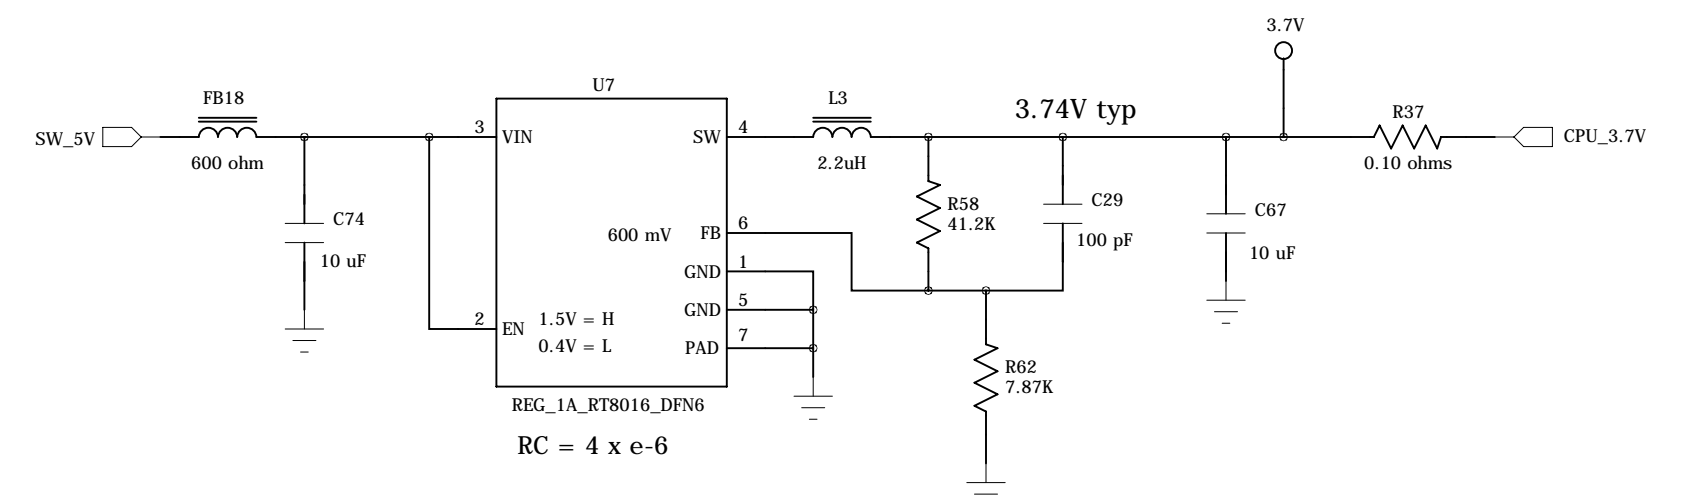 3.7V
U7
FB18
L3
3.74V typ
R37
SW_5V
3
VIN
SW
4
CPU_3.7V
600 ohm
2.2uH
0.10 ohms
C74
10 uF
R58
41.2K
C29
100 pF
C67
10 uF
600 mV
FB
6
GND
1
GND
5
PAD
7
2
EN
1.5V = H
0.4V = L
R62
7.87K
REG_1A_RT8016_DFN6
RC = 4 x e-6